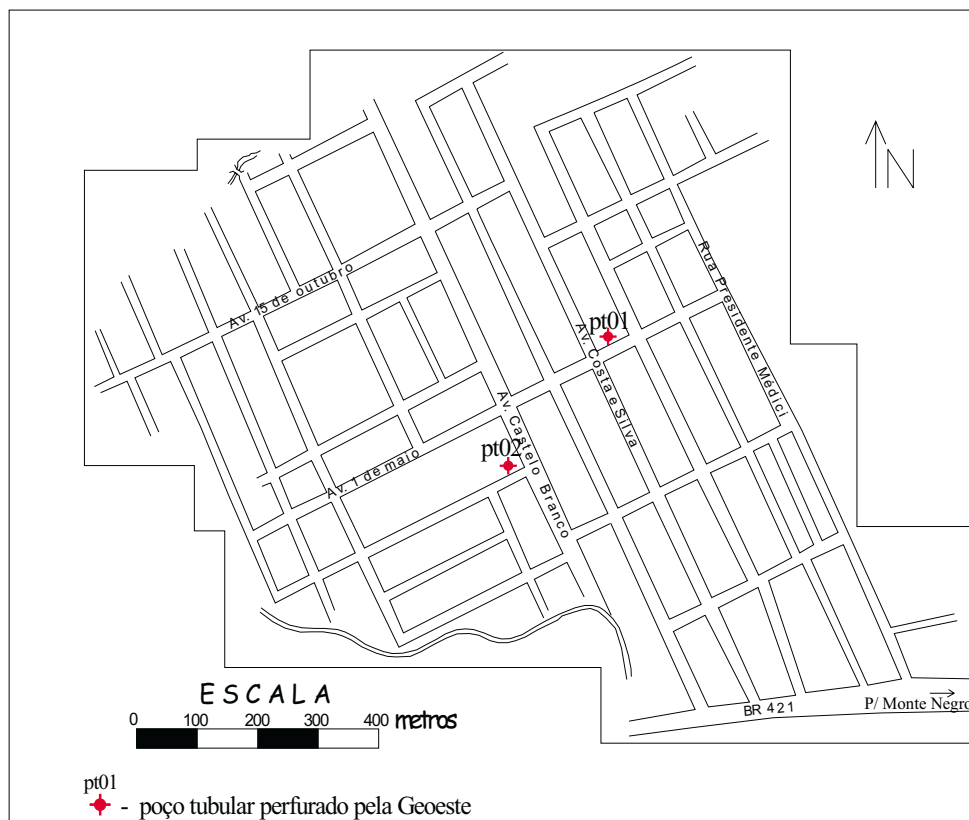 N
Av. 15 de outubro
Rua Presidente Médici
pt01
Av. Costa e Silva
Av. Castelo Branco
pt02
Av. 1 de maio
ESCALA
0 100 200 300 400 metros
BR 421
P/ Monte Negro
pt01
- poço tubular perfurado pela Geoeste